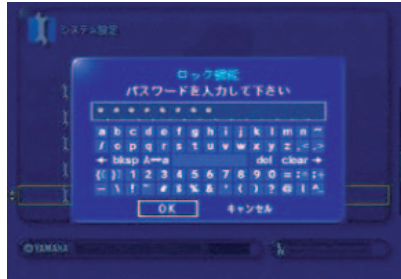 システム設定
ロック機能
パスワードを入力して下さい
* * * * * * * *
a b c d e f g h i j k l m n
/ o p q r s t u v w x y z . < >
← bksp A↔a del clear →
{ } 1 2 3 4 5 6 7 8 9 0 = : + ;
- \ ! " # $ % & ' ( ) ? @ | ^
OK キャンセル
YAMAHA